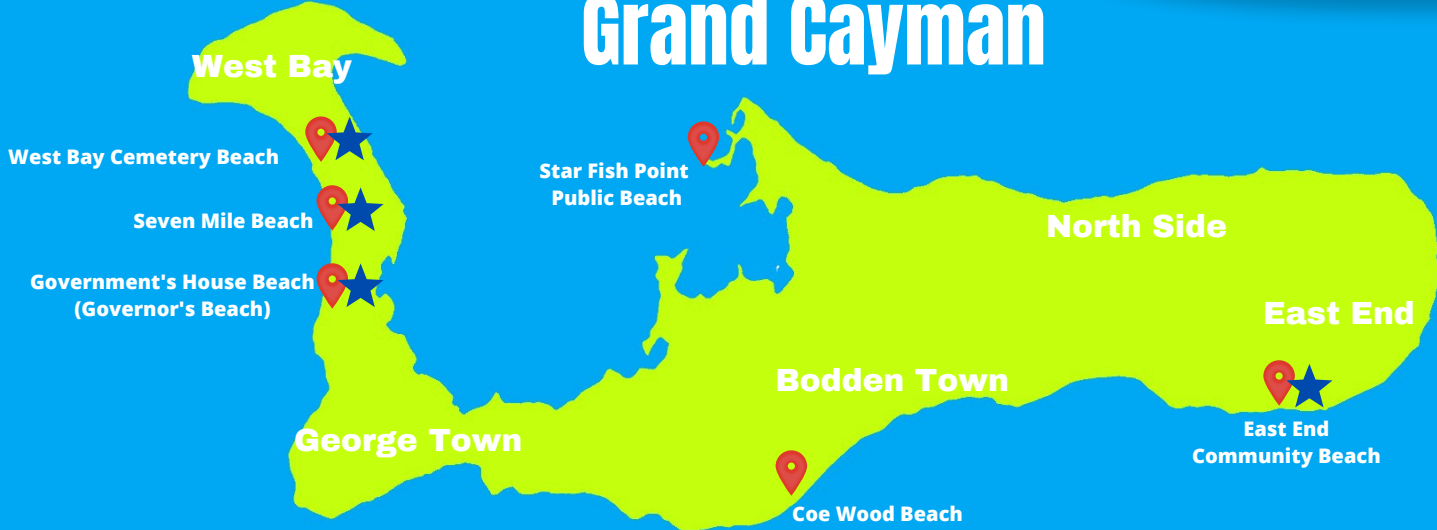 Grand Cayman
West Bay
West Bay Cemetery Beach
Star Fish Point
Public Beach
Seven Mile Beach
North Side
Government's House Beach
(Governor's Beach)
East End
Bodden Town
George Town
East End
Community Beach
Coe Wood Beach